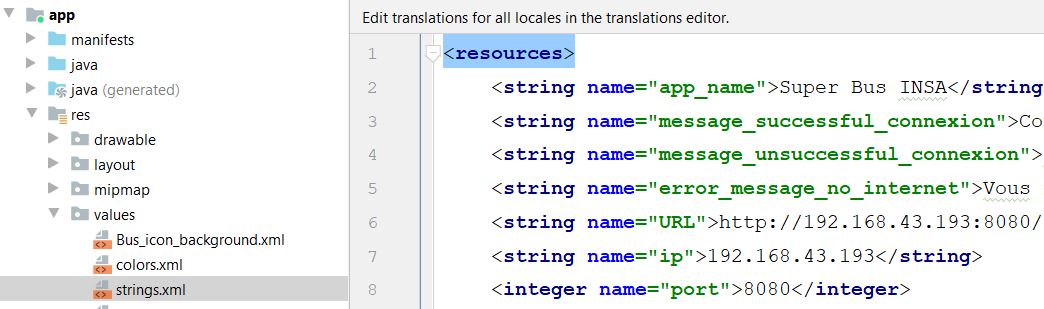 app
manifests
java
java (generated)
res
drawable
layout
mipmap
values
Bus_icon_background.xml
colors.xml
strings.xml
Edit translations for all locales in the translations editor.
1 <resources>
2 <string name="app_name">Super Bus INSA</string
3 <string name="message_successful_connexion">Co
4 <string name="message_unsuccessful_connexion">
5 <string name="error_message_no_internet">Vous
6 <string name="URL">http://192.168.43.193:8080/
7 <string name="ip">192.168.43.193</string>
8 <integer name="port">8080</integer>